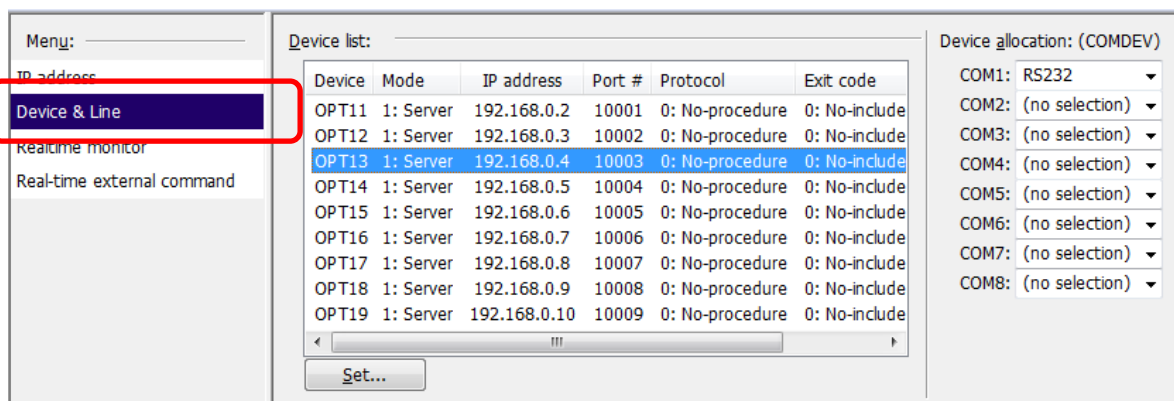 Menu:
IP address
Device & Line
Realtime monitor
Real-time external command
Device list:
Device Mode IP address Port # Protocol Exit code
OPT11 1: Server 192.168.0.2 10001 0: No-procedure 0: No-include
OPT12 1: Server 192.168.0.3 10002 0: No-procedure 0: No-include
OPT13 1: Server 192.168.0.4 10003 0: No-procedure 0: No-include
OPT14 1: Server 192.168.0.5 10004 0: No-procedure 0: No-include
OPT15 1: Server 192.168.0.6 10005 0: No-procedure 0: No-include
OPT16 1: Server 192.168.0.7 10006 0: No-procedure 0: No-include
OPT17 1: Server 192.168.0.8 10007 0: No-procedure 0: No-include
OPT18 1: Server 192.168.0.9 10008 0: No-procedure 0: No-include
OPT19 1: Server 192.168.0.10 10009 0: No-procedure 0: No-include
Set...
Device allocation: (COMDEV)
COM1: RS232
COM2: (no selection)
COM3: (no selection)
COM4: (no selection)
COM5: (no selection)
COM6: (no selection)
COM7: (no selection)
COM8: (no selection)